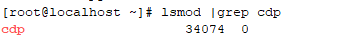 [root@localhost ~]# lsmod |grep cdp
cdp                    34074  0